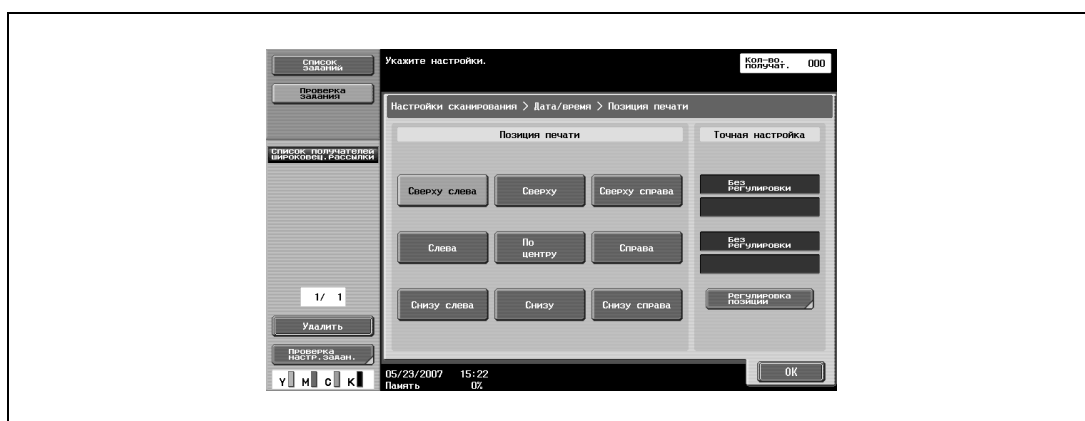 Список
заданий
Укажите настройки.
Кол-во.
получат. 000
Проверка
задания
Настройки сканирования > Дата/время > Позиция печати
Позиция печати
Точная настройка
Список получателей
широковещ.рассылки
Сверху слева
Сверху
Сверху справа
Без
регулировки
Слева
По
центру
Справа
Без
регулировки
1/ 1
Снизу слева
Снизу
Снизу справа
Регулировка
позиции
Удалить
Проверка
настр.задан.
Y M C K
05/23/2007 15:22
Память 0%
OK